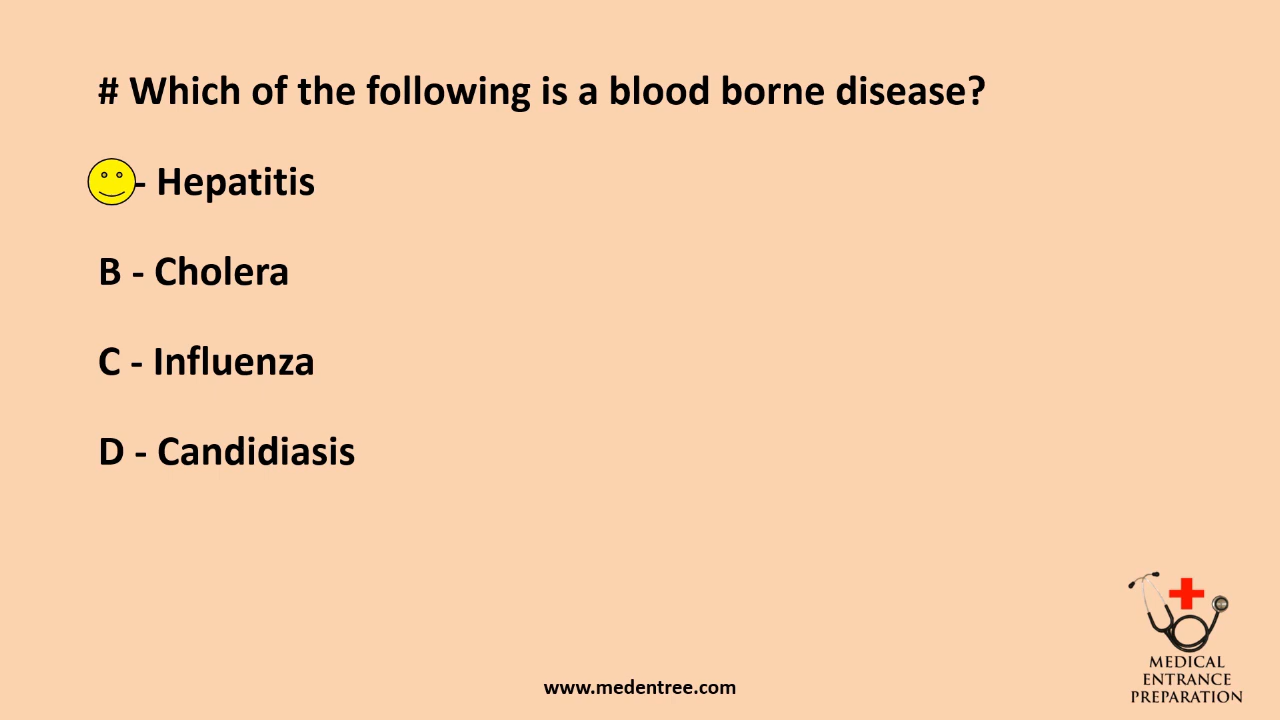 # Which of the following is a blood borne disease?
- Hepatitis
B - Cholera
C - Influenza
D - Candidiasis
www.medentree.com
MEDICAL
ENTRANCE
PREPARATION